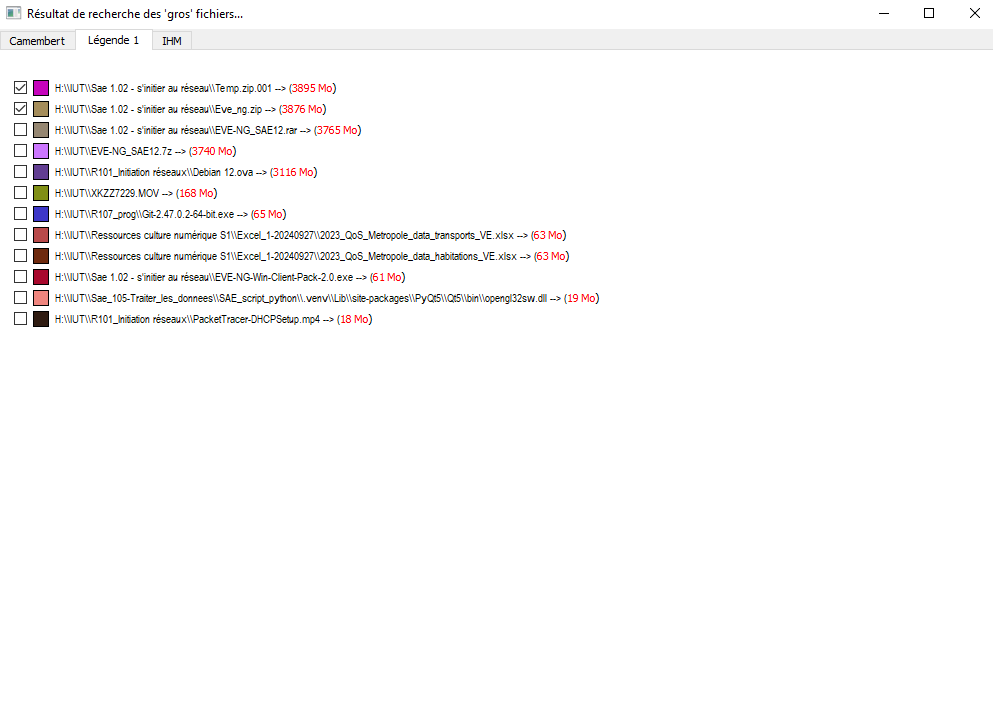 Résultat de recherche des 'gros' fichiers...
Camembert Légende 1 IHM
H:\\IUT\\Sae 1.02 - s'initier au réseau\\Temp.zip.001 --> (3895 Mo)
H:\\IUT\\Sae 1.02 - s'initier au réseau\\Eve_ng.zip --> (3876 Mo)
H:\\IUT\\Sae 1.02 - s'initier au réseau\\EVE-NG_SAE12.rar --> (3765 Mo)
H:\\IUT\\EVE-NG_SAE12.7z --> (3740 Mo)
H:\\IUT\\R101_Initiation réseaux\\Debian 12.ova --> (3116 Mo)
H:\\IUT\\XKZZ7229.MOV --> (168 Mo)
H:\\IUT\\R107_prog\\Git-2.47.0.2-64-bit.exe --> (65 Mo)
H:\\IUT\\Ressources culture numérique S1\\Excel_1-20240927\\2023_QoS_Metropole_data_transports_VE.xlsx --> (63 Mo)
H:\\IUT\\Ressources culture numérique S1\\Excel_1-20240927\\2023_QoS_Metropole_data_habitations_VE.xlsx --> (63 Mo)
H:\\IUT\\Sae 1.02 - s'initier au réseau\\EVE-NG-Win-Client-Pack-2.0.exe --> (61 Mo)
H:\\IUT\\Sae_105-Traiter_les_donnees\\SAE_script_python\\.venv\\Lib\\site-packages\\PyQt5\\Qt5\\bin\\opengl32sw.dll --> (19 Mo)
H:\\IUT\\R101_Initiation réseaux\\PacketTracer-DHCPSetup.mp4 --> (18 Mo)